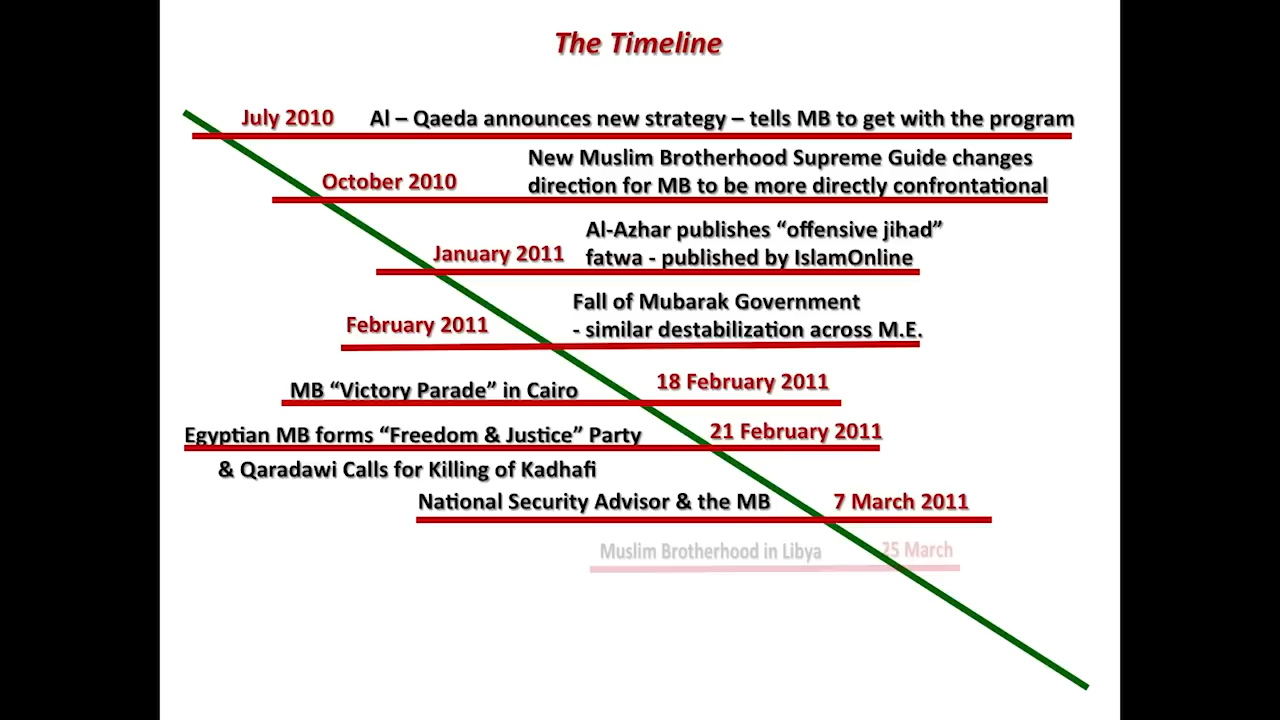 The Timeline
July 2010 Al – Qaeda announces new strategy – tells MB to get with the program
New Muslim Brotherhood Supreme Guide changes
October 2010 direction for MB to be more directly confrontational
Al-Azhar publishes “offensive jihad”
January 2011 fatwa - published by IslamOnline
Fall of Mubarak Government
February 2011 - similar destabilization across M.E.
MB “Victory Parade” in Cairo 18 February 2011
Egyptian MB forms “Freedom & Justice” Party 21 February 2011
& Qaradawi Calls for Killing of Kadhafi
National Security Advisor & the MB 7 March 2011
Muslim Brotherhood in Libya 25 March